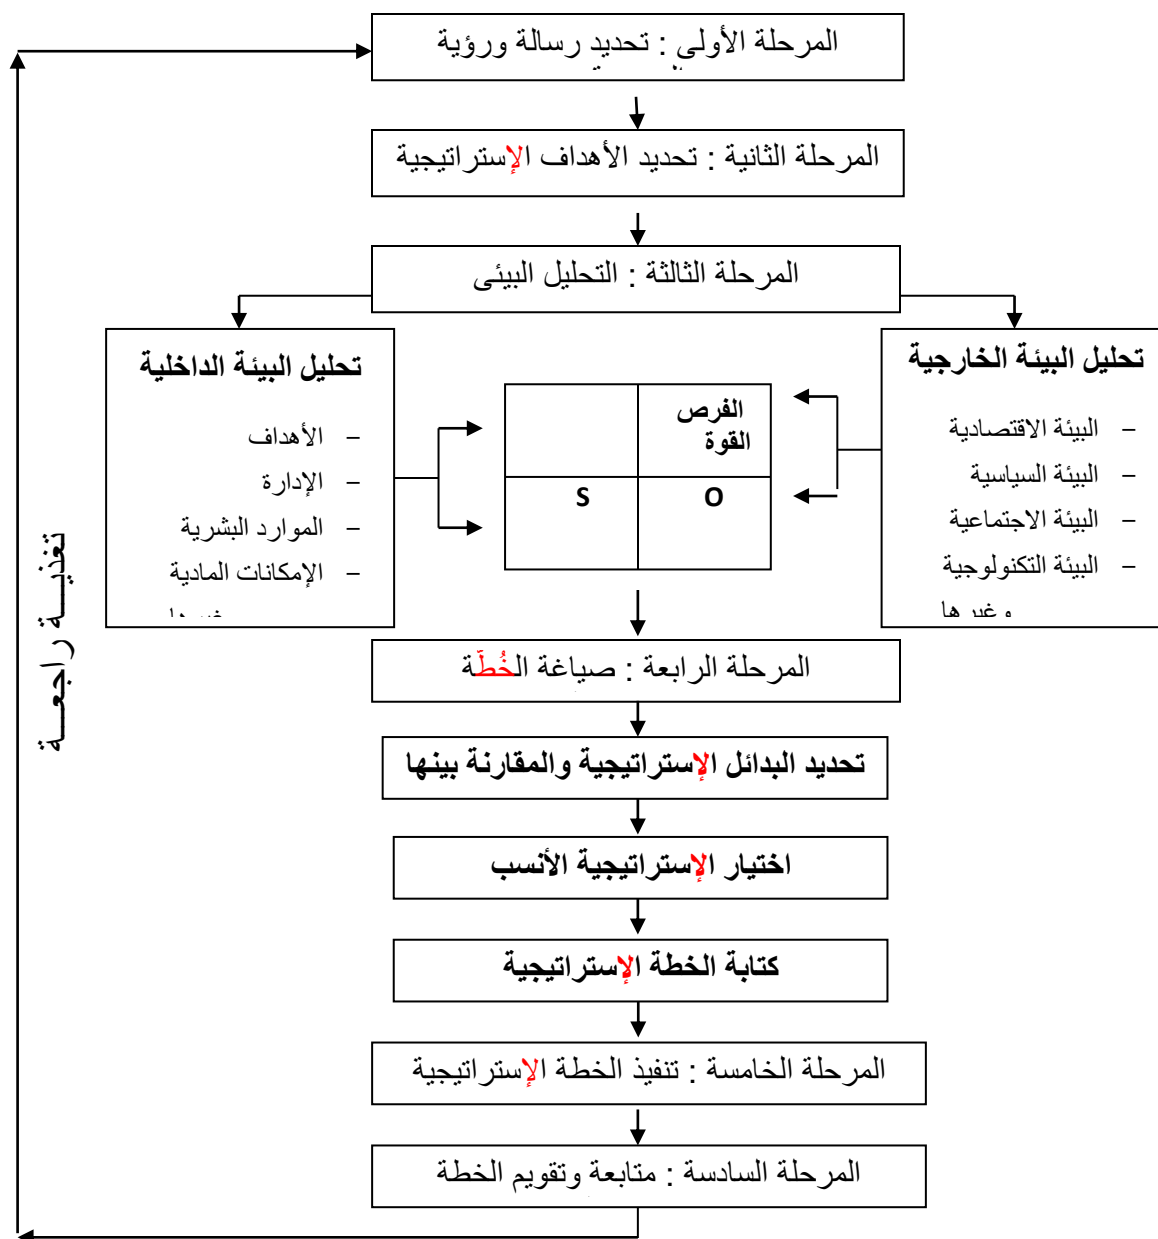 المرحلة الأولى : تحديد رسالة ورؤية
المرحلة الثانية : تحديد الأهداف الإستراتيجية
المرحلة الثالثة : التحليل البيئى
تحليل البيئة الخارجية
- البيئة الاقتصادية
- البيئة السياسية
- البيئة الاجتماعية
- البيئة التكنولوجية
وغيرها
الفرص
القوة
O
S
تحليل البيئة الداخلية
- الأهداف
- الإدارة
- الموارد البشرية
- الإمكانات المادية
المرحلة الرابعة : صياغة الخُطَّة
تحديد البدائل الإستراتيجية والمقارنة بينها
اختيار الإستراتيجية الأنسب
كتابة الخطة الإستراتيجية
المرحلة الخامسة : تنفيذ الخطة الإستراتيجية
المرحلة السادسة : متابعة وتقويم الخطة
تغذيـــة راجعـــة